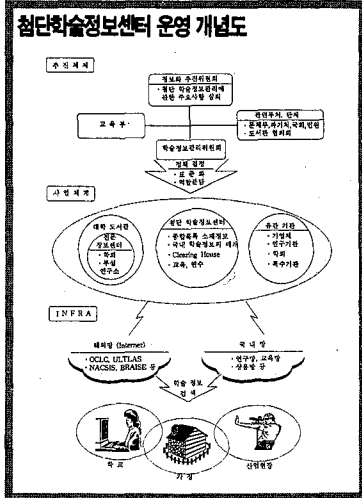 첨단학술정보센터 운영 개념도
추진체제
정보화 추진위원회
· 첨단 학술정보관리에
관한 주요사항 심의
교육부
관련부처, 단체
· 문체부, 과기처, 국회, 법원
· 도서관 협의회
학술정보관리위원회
정책 결정
· 표준화
· 역할분담
사업체계
대학 도서관
전문
정보센터
· 학회
· 부설
연구소
첨단 학술정보센터
· 종합목록 소재정보
· 국내 학술정보의 메카
· Clearing House
· 교육, 연수
유관 기관
· 기업체
· 연구기관
· 학회
· 특수기관
INFRA
해외망 (Internet)
· OCLC, ULTLAS
· NACSIS, BRAISE 등
국내망
· 연구망, 교육망
· 상용망 등
학술 정보
검색
학교
가정
산업현장